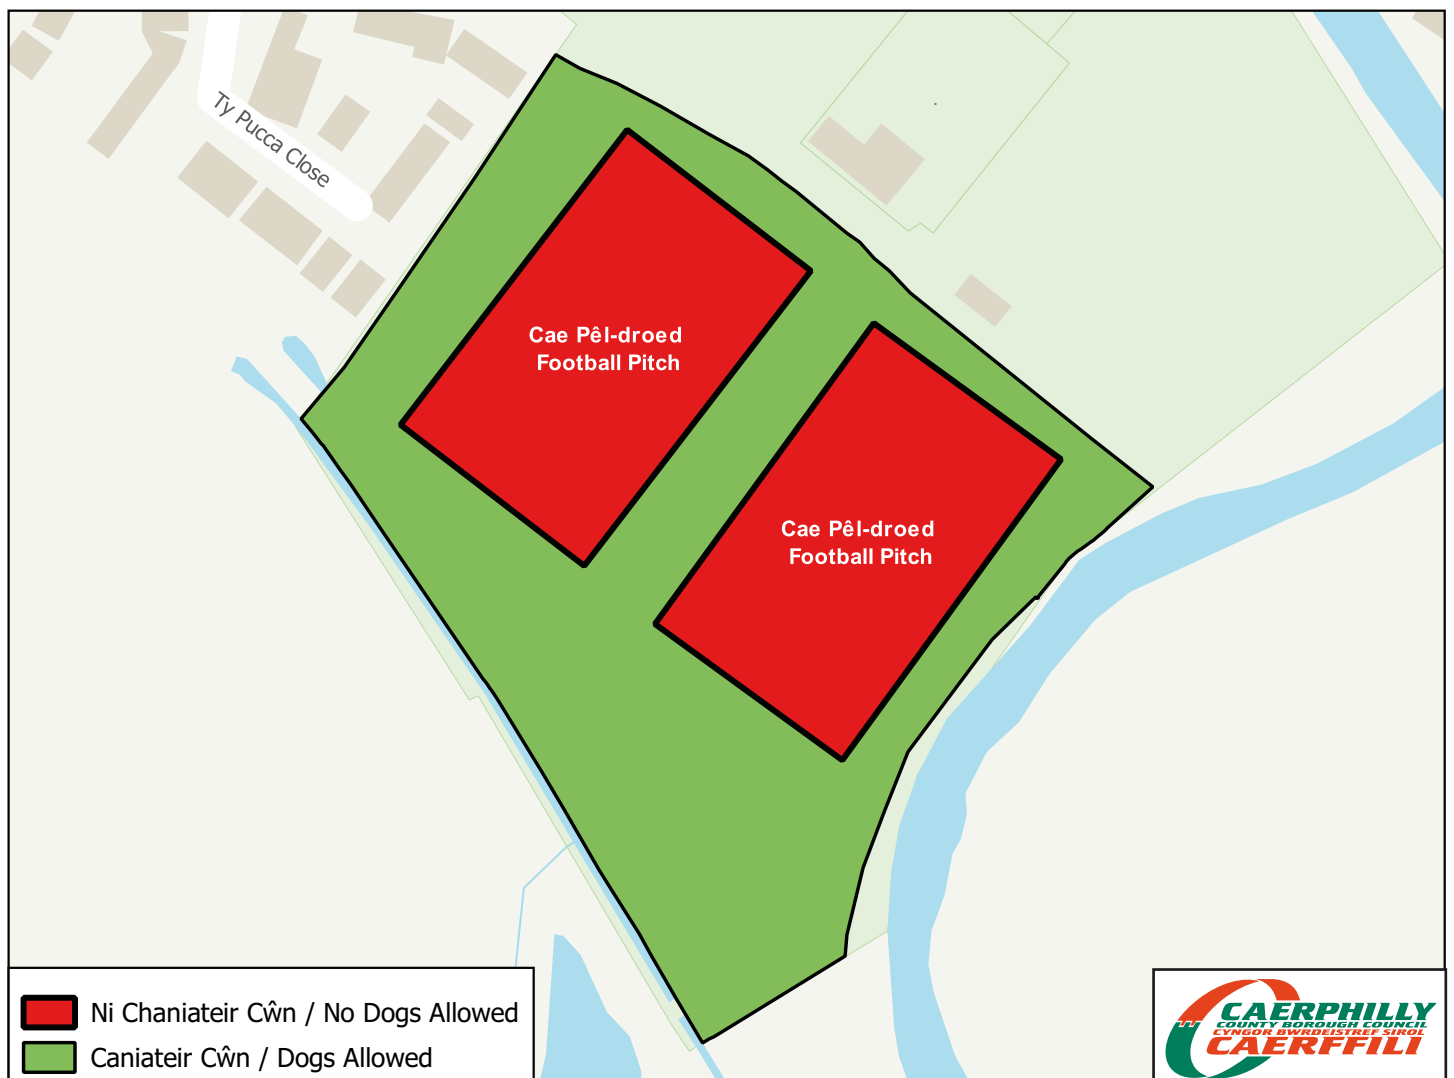 Ty Pucca Close
Cae Pêl-droed
Football Pitch
Cae Pêl-droed
Football Pitch
Ni Chaniateir Cŵn / No Dogs Allowed
Caniateir Cŵn / Dogs Allowed
CAERPHILLY
COUNTY BOROUGH COUNCIL
CYNGOR BWRDEISTREF SIROL
CAERFFILI